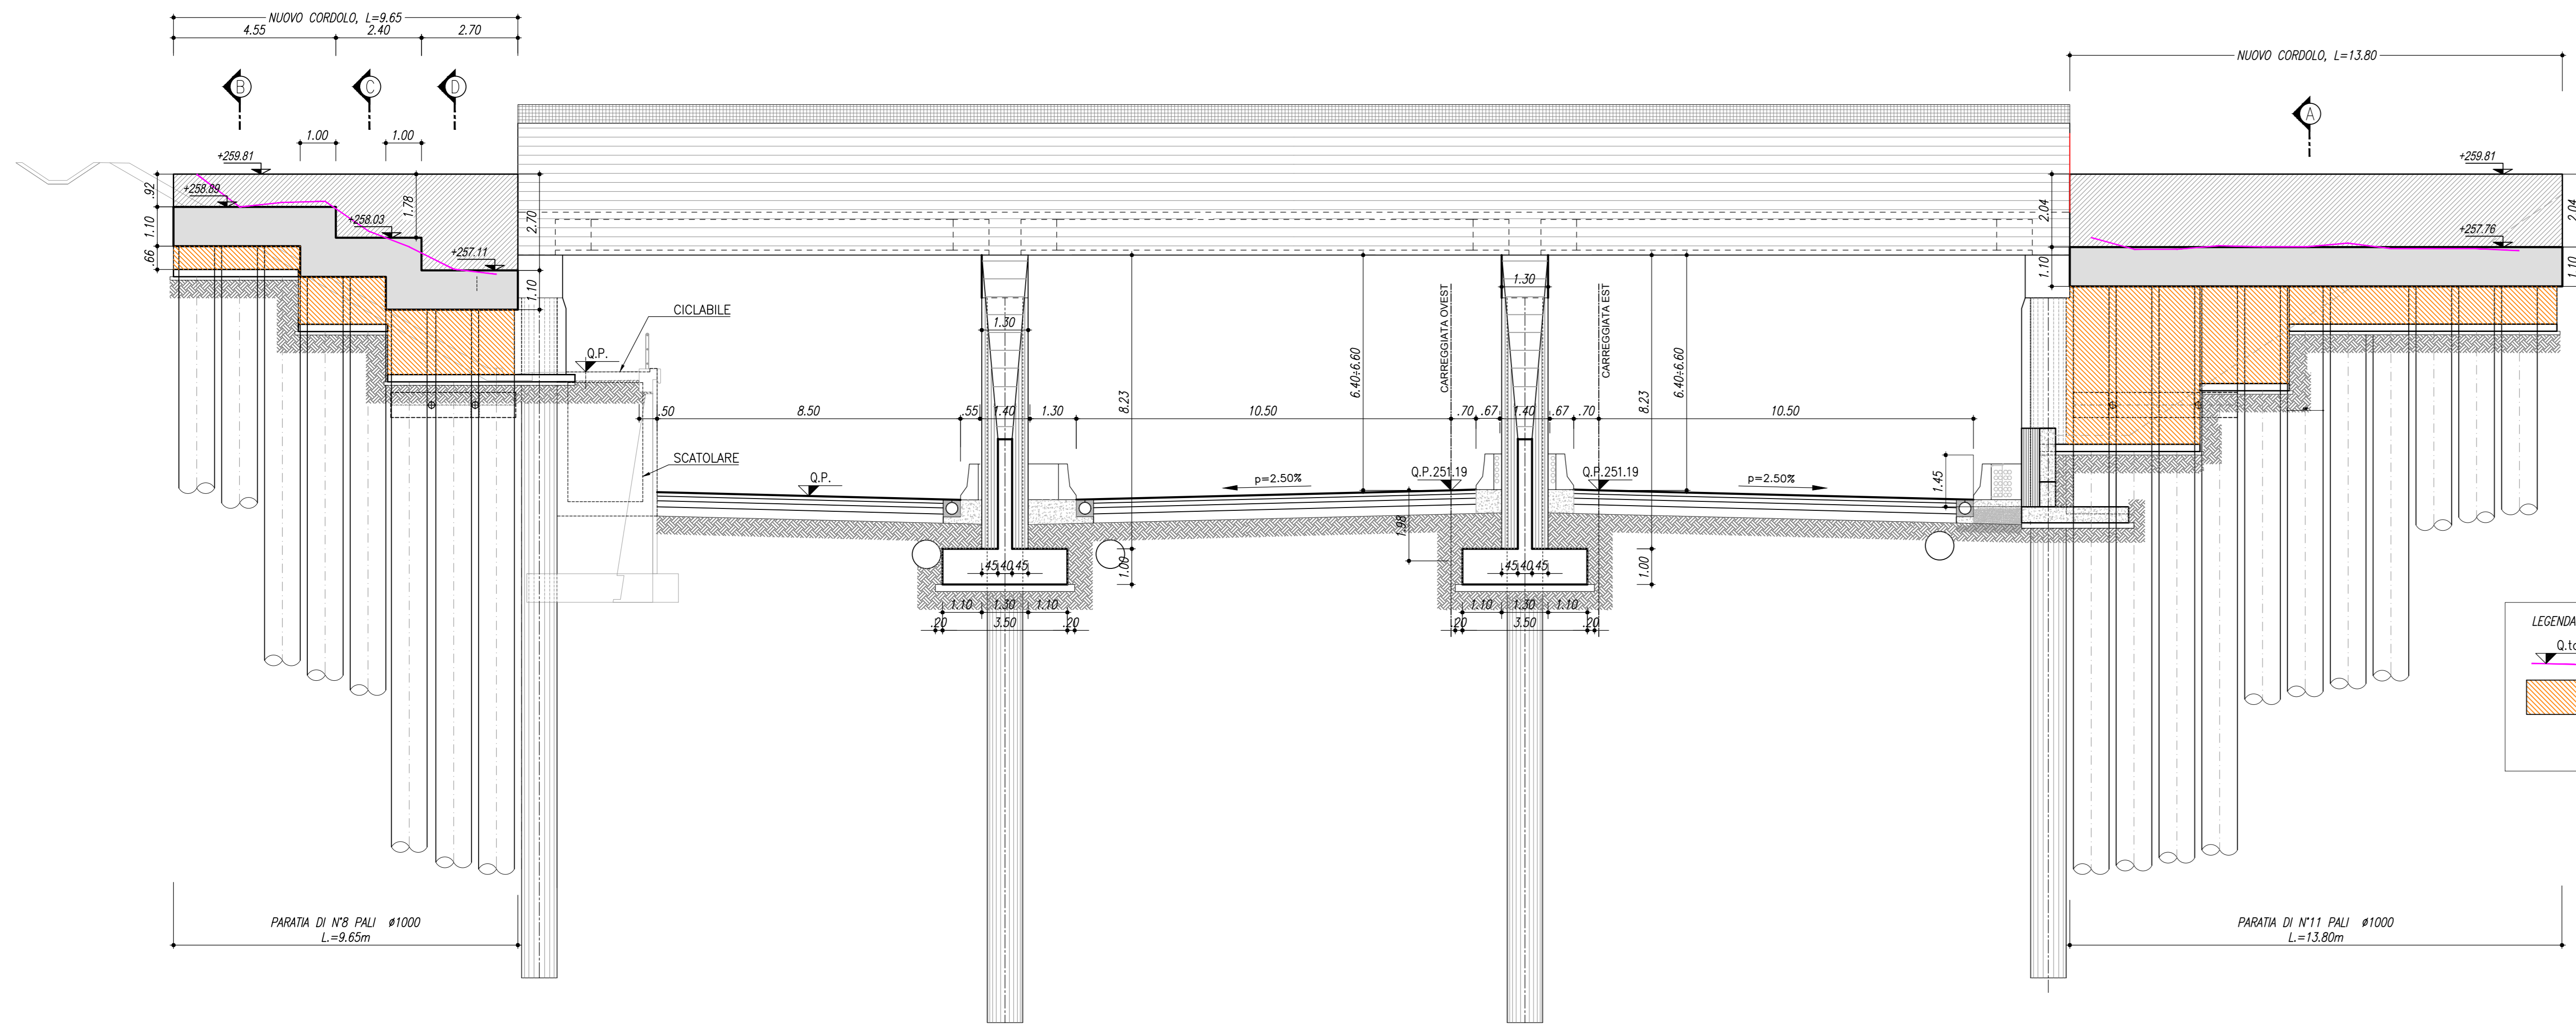 NUOVO CORDOLO, L=9.65
4.55 2.40 2.70
NUOVO CORDOLO, L=13.80
B C D
A
1.00 1.00
+259.81
+259.81
.92
+258.89
1.78
2.70
2.04
2.04
+258.03
1.10
+257.11
+257.76
.66
1.10
1.10
1.10
1.30
1.30
CICLABILE
Q.P.
CARREGGIATA OVEST
CARREGGIATA EST
6.40÷6.60
6.40÷6.60
8.23
8.23
.50 8.50 .55 1.40 1.30 10.50 .70 .67 1.40 .67 .70 10.50
SCATOLARE
Q.P.
Q.P.251.19
Q.P.251.19
p=2.50%
p=2.50%
1.45
1.98
1.00
1.00
.45 .40 .45
.45 .40 .45
1.10 1.30 1.10
1.10 1.30 1.10
.20 3.50 .20
.20 3.50 .20
LEGENDA
PARATIA DI N°8 PALI ø1000
L.=9.65m
PARATIA DI N°11 PALI ø1000
L.=13.80m